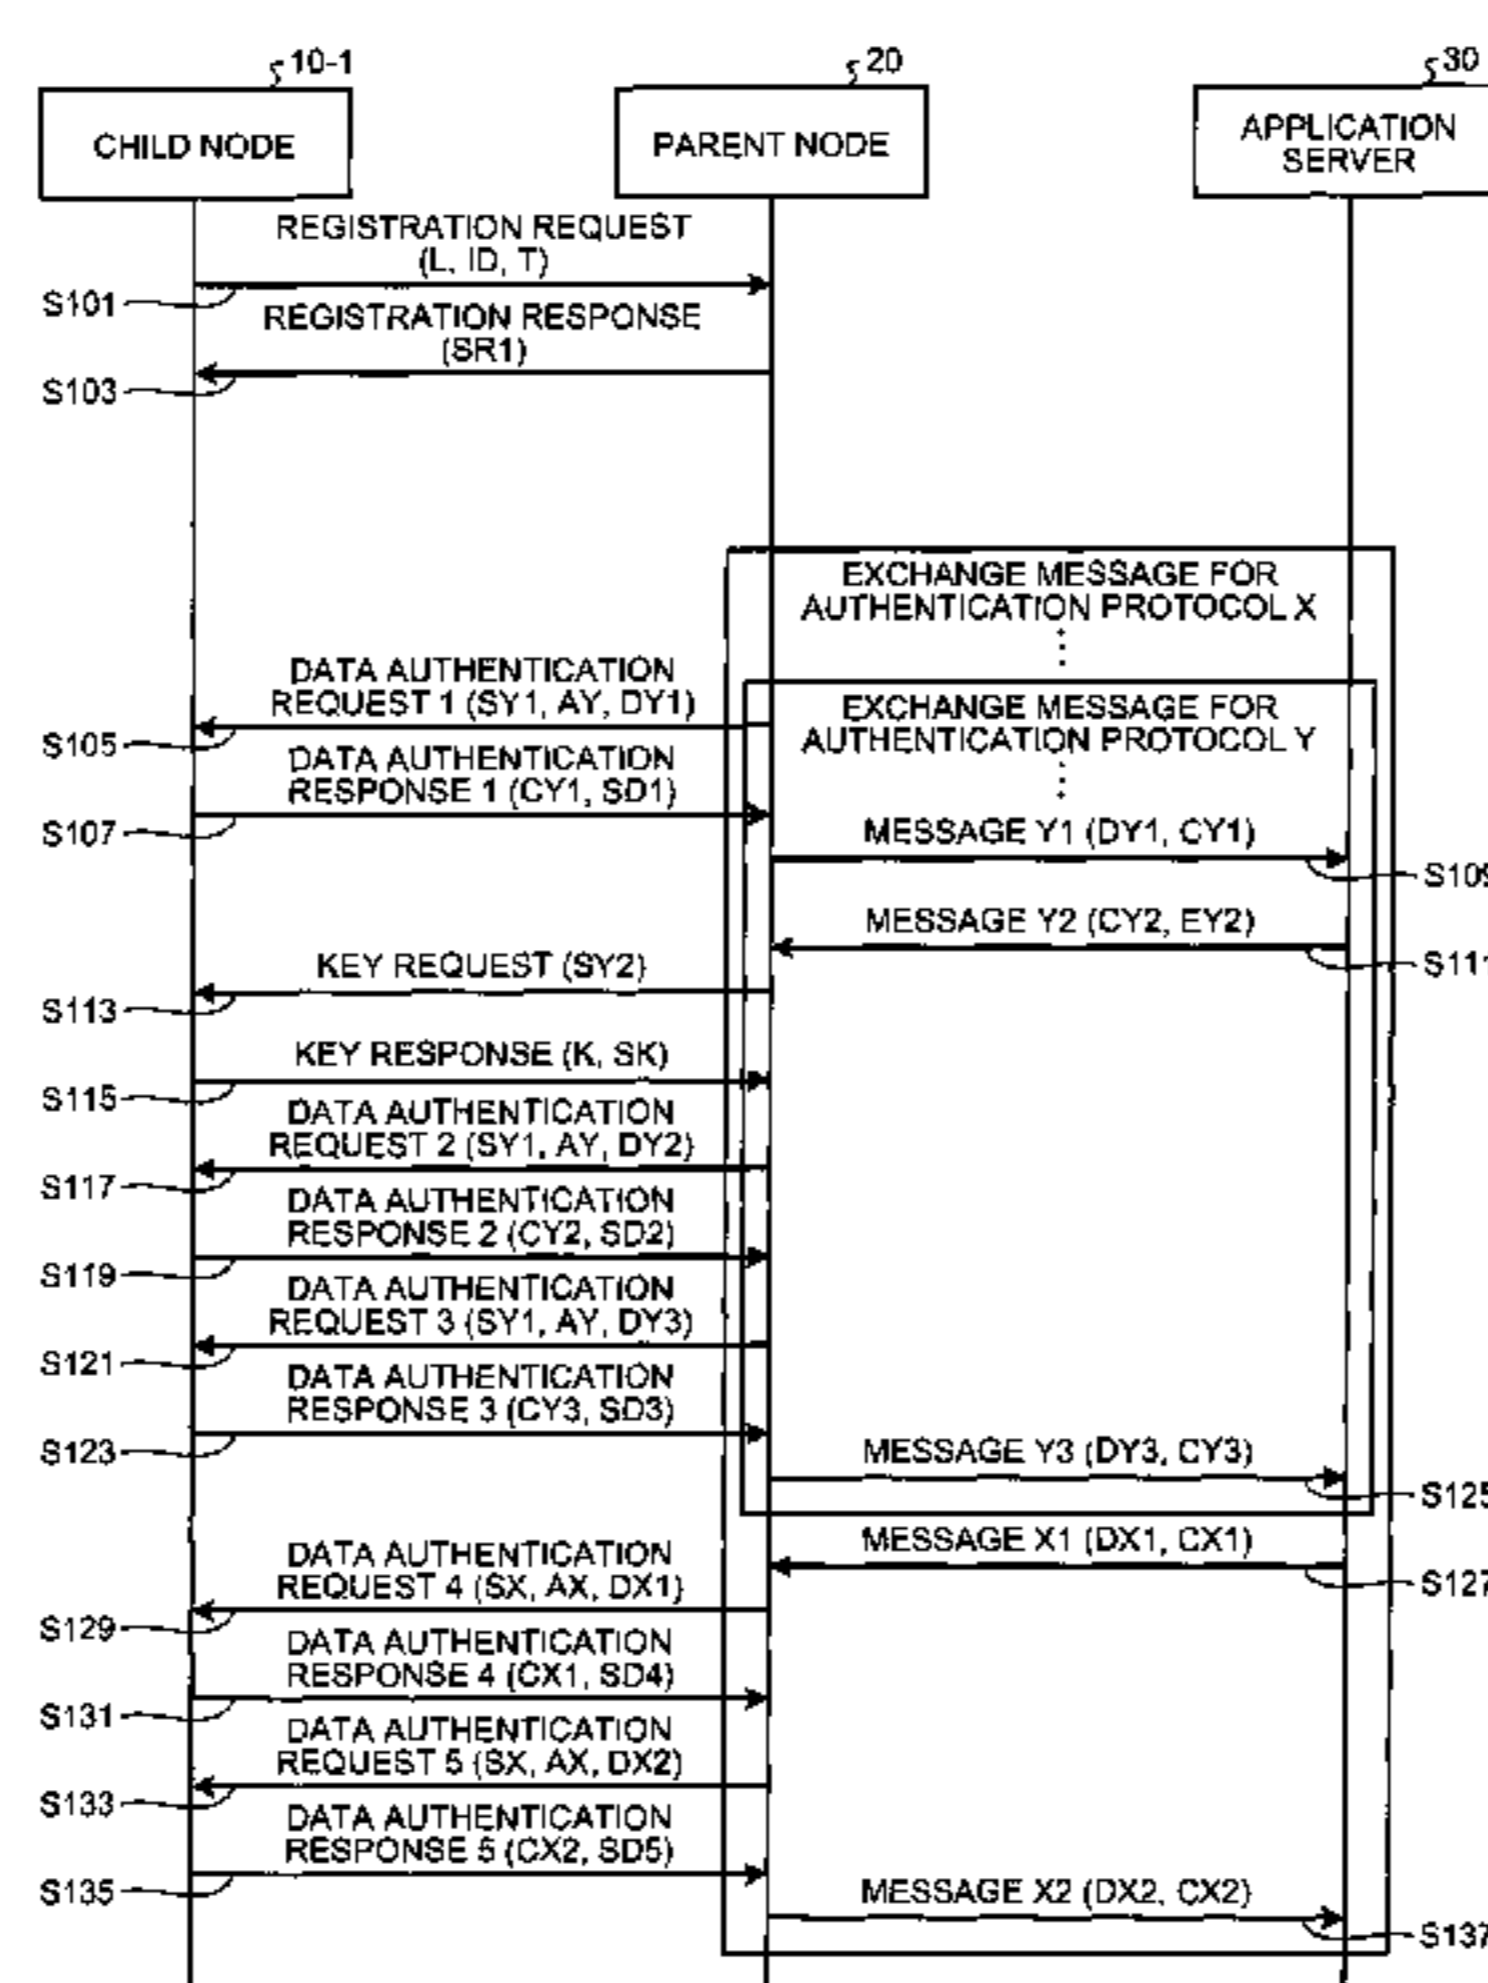 10-1
20
30
CHILD NODE
PARENT NODE
APPLICATION
SERVER
REGISTRATION REQUEST
(L, ID, T)
S101
REGISTRATION RESPONSE
(SR1)
S103
EXCHANGE MESSAGE FOR
AUTHENTICATION PROTOCOL X
DATA AUTHENTICATION
REQUEST 1 (SY1, AY, DY1)
S105
EXCHANGE MESSAGE FOR
AUTHENTICATION PROTOCOL Y
DATA AUTHENTICATION
RESPONSE 1 (CY1, SD1)
S107
MESSAGE Y1 (DY1, CY1)
S109
MESSAGE Y2 (CY2, EY2)
S111
KEY REQUEST (SY2)
S113
KEY RESPONSE (K, SK)
S115
DATA AUTHENTICATION
REQUEST 2 (SY1, AY, DY2)
S117
DATA AUTHENTICATION
RESPONSE 2 (CY2, SD2)
S119
DATA AUTHENTICATION
REQUEST 3 (SY1, AY, DY3)
S121
DATA AUTHENTICATION
RESPONSE 3 (CY3, SD3)
S123
MESSAGE Y3 (DY3, CY3)
S125
MESSAGE X1 (DX1, CX1)
S127
DATA AUTHENTICATION
REQUEST 4 (SX, AX, DX1)
S129
DATA AUTHENTICATION
RESPONSE 4 (CX1, SD4)
S131
DATA AUTHENTICATION
REQUEST 5 (SX, AX, DX2)
S133
DATA AUTHENTICATION
RESPONSE 5 (CX2, SD5)
S135
MESSAGE X2 (DX2, CX2)
S137